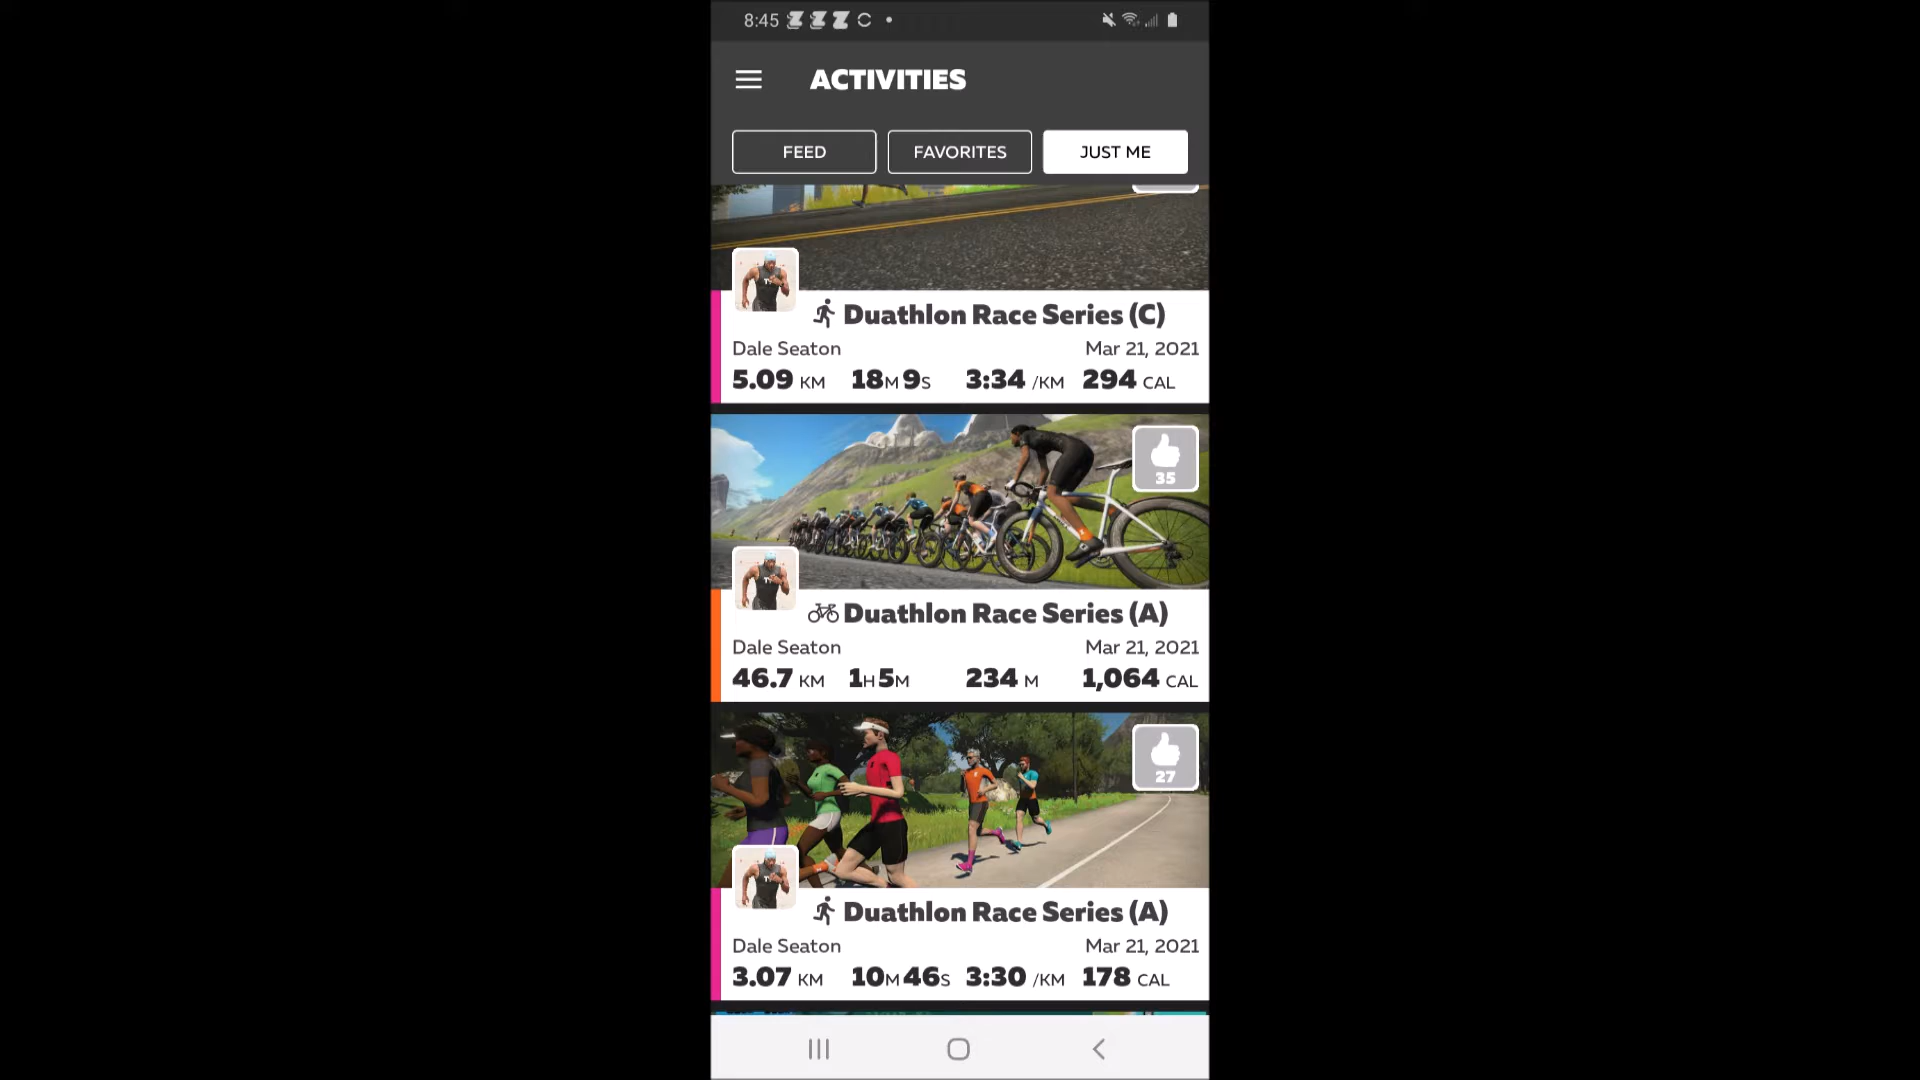 8:45
ACTIVITIES
FEED FAVORITES JUST ME
Duathlon Race Series (C)
Dale Seaton Mar 21, 2021
5.09 KM 18M 9S 3:34 /KM 294 CAL
35
Duathlon Race Series (A)
Dale Seaton Mar 21, 2021
46.7 KM 1H 5M 234 M 1,064 CAL
27
Duathlon Race Series (A)
Dale Seaton Mar 21, 2021
3.07 KM 10M 46S 3:30 /KM 178 CAL